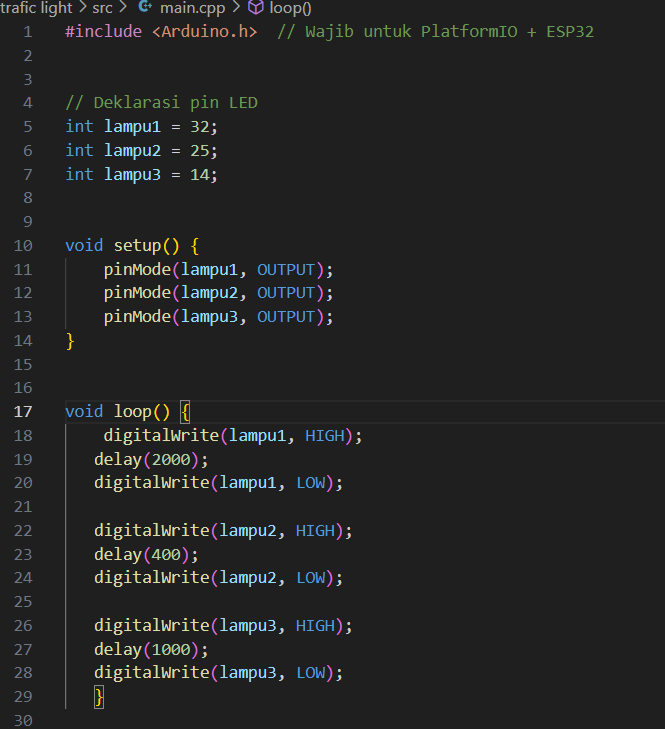 trafic light > src > main.cpp > loop()
1 #include <Arduino.h>  // Wajib untuk PlatformIO + ESP32
2
3
4 // Deklarasi pin LED
5 int lampu1 = 32;
6 int lampu2 = 25;
7 int lampu3 = 14;
8
9
10 void setup() {
11     pinMode(lampu1, OUTPUT);
12     pinMode(lampu2, OUTPUT);
13     pinMode(lampu3, OUTPUT);
14 }
15
16
17 void loop() {
18     digitalWrite(lampu1, HIGH);
19    delay(2000);
20    digitalWrite(lampu1, LOW);
21
22    digitalWrite(lampu2, HIGH);
23    delay(400);
24    digitalWrite(lampu2, LOW);
25
26    digitalWrite(lampu3, HIGH);
27    delay(1000);
28    digitalWrite(lampu3, LOW);
29    }
30